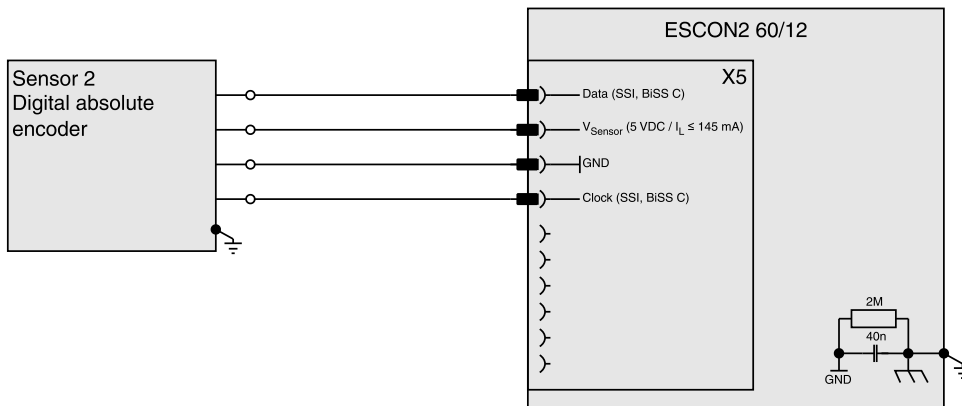 ESCON2 60/12
Sensor 2
Digital absolute
encoder
X5
Data (SSI, BiSS C)
VSensor (5 VDC / IL ≤ 145 mA)
GND
Clock (SSI, BiSS C)
2M
40n
GND